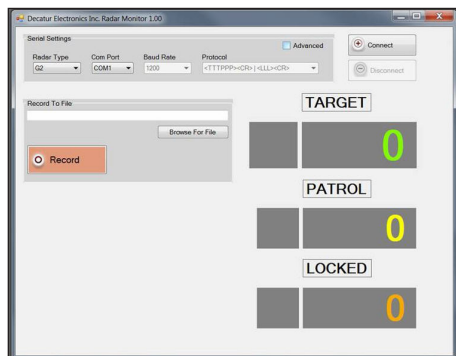 Decatur Electronics Inc. Radar Monitor 1.00
Serial Settings
Advanced
Connect
Radar Type
Com Port
Baud Rate
Protocol
G2
COM1
1200
<TTTPPP><CR> | <LLL><CR>
Disconnect
Record To File
Browse For File
Record
TARGET
0
PATROL
0
LOCKED
0